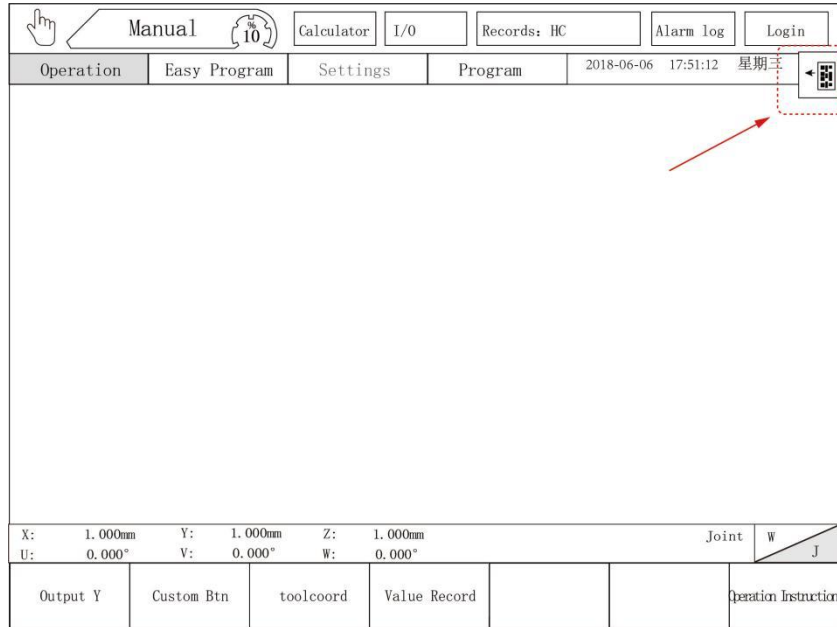 Manual % 10 Calculator I/O Records: HC Alarm log Login
Operation Easy Program Settings Program 2018-06-06 17:51:12 星期三
X: 1.000mm Y: 1.000mm Z: 1.000mm Joint W
U: 0.000° V: 0.000° W: 0.000° J
Output Y Custom Btn toolcoord Value Record Operation Instruction